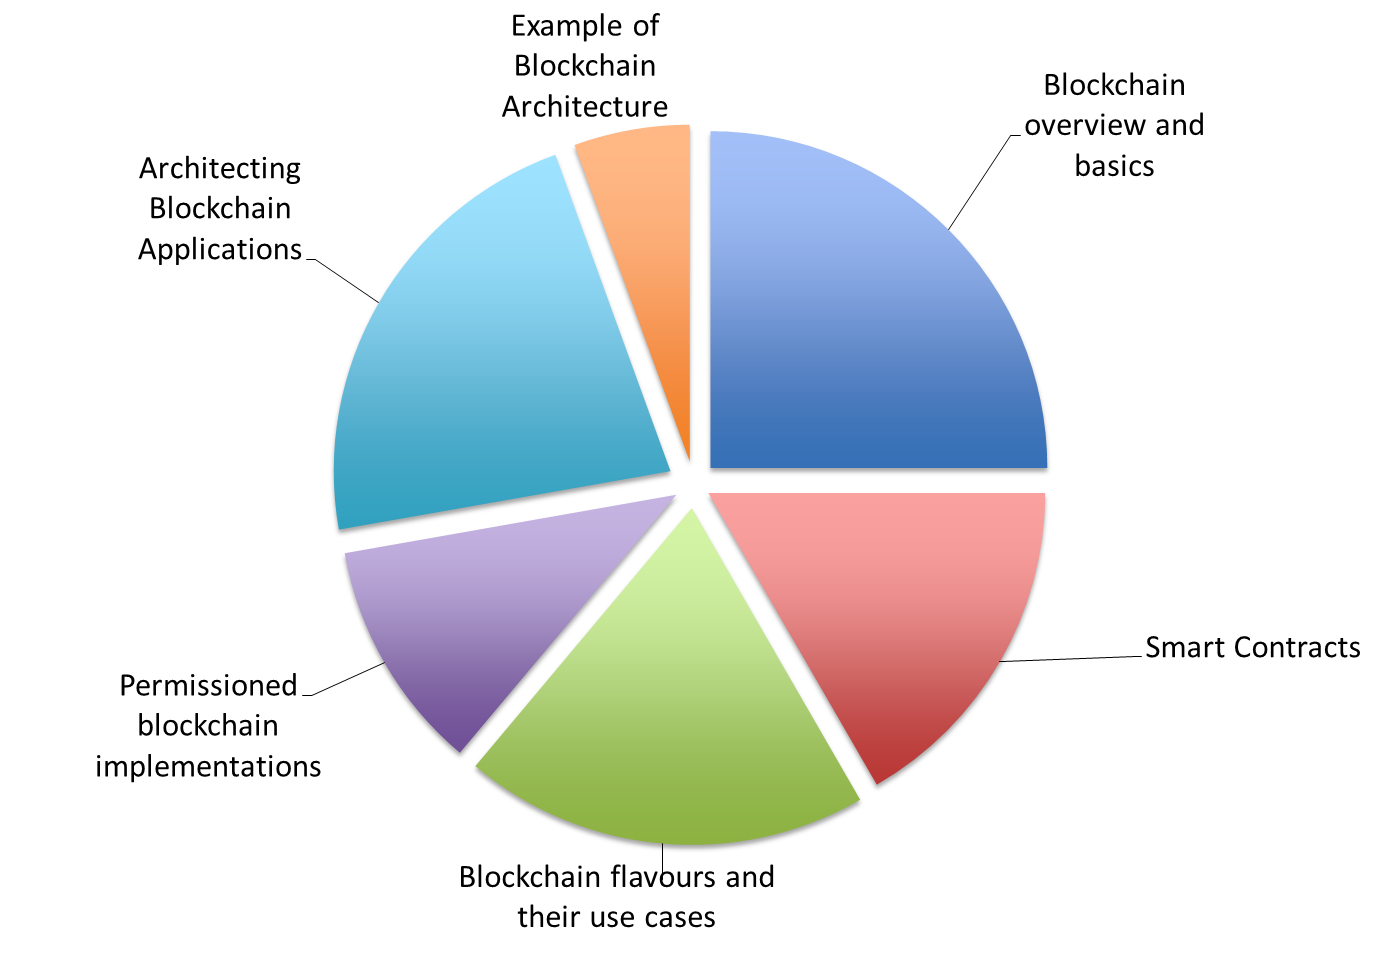 Example of
Blockchain
Architecture
Blockchain
overview and
basics
Architecting
Blockchain
Applications
Smart Contracts
Permissioned
blockchain
implementations
Blockchain flavours and
their use cases